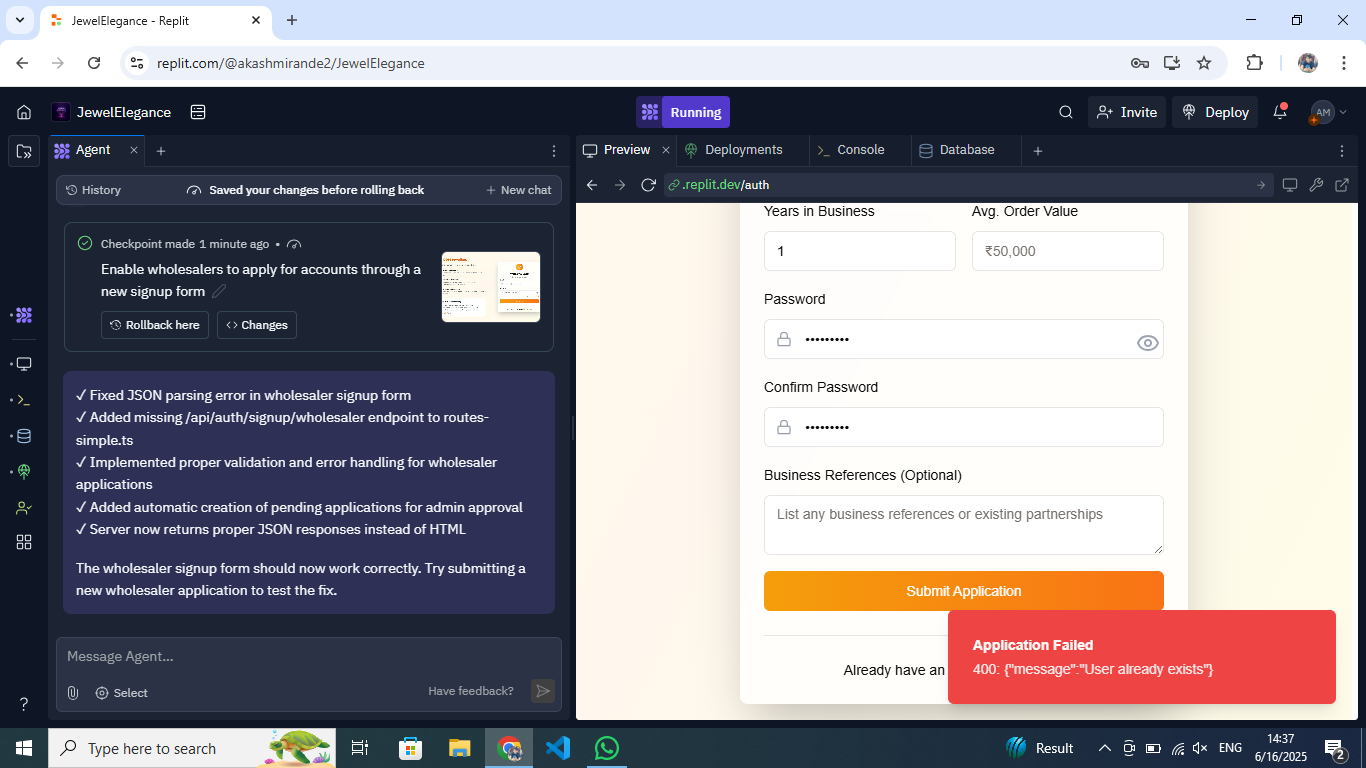 JewelElegance - Replit
replit.com/@akashmirande2/JewelElegance
JewelElegance
Running
Invite
Deploy
AM
Agent
Preview
Deployments
Console
Database
History
Saved your changes before rolling back
New chat
.replit.dev/auth
Checkpoint made 1 minute ago •
Enable wholesalers to apply for accounts through a
new signup form
Rollback here
Changes
✓ Fixed JSON parsing error in wholesaler signup form
✓ Added missing /api/auth/signup/wholesaler endpoint to routes-
simple.ts
✓ Implemented proper validation and error handling for wholesaler
applications
✓ Added automatic creation of pending applications for admin approval
✓ Server now returns proper JSON responses instead of HTML
The wholesaler signup form should now work correctly. Try submitting a
new wholesaler application to test the fix.
Message Agent...
Select
Have feedback?
Years in Business
Avg. Order Value
1
₹50,000
Password
•••••••••
Confirm Password
•••••••••
Business References (Optional)
List any business references or existing partnerships
Submit Application
Already have an
Application Failed
400: {"message":"User already exists"}
?
Type here to search
Result
ENG
14:37
6/16/2025
2